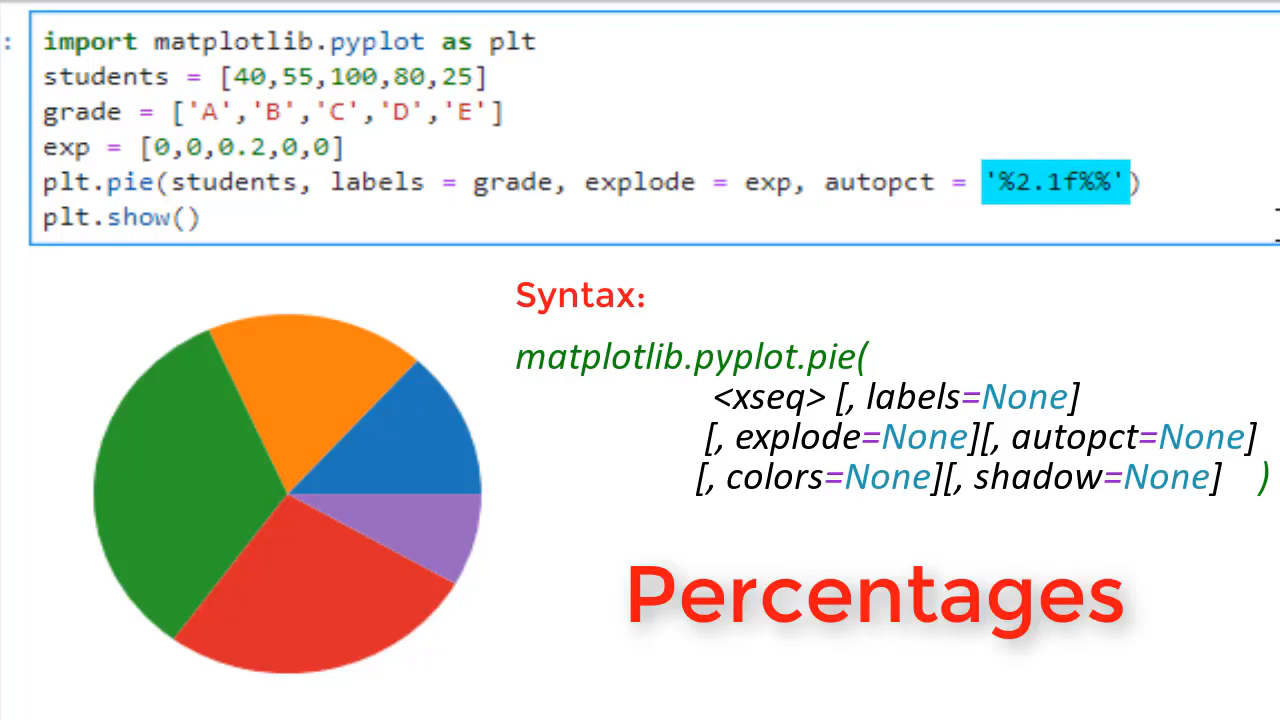 :
import matplotlib.pyplot as plt
students = [40,55,100,80,25]
grade = ['A','B','C','D','E']
exp = [0,0,0.2,0,0]
plt.pie(students, labels = grade, explode = exp, autopct = '%2.1f%%')
plt.show()
Syntax:
matplotlib.pyplot.pie(
<xseq> [, labels=None]
[, explode=None][, autopct=None]
[, colors=None][, shadow=None] )
Percentages